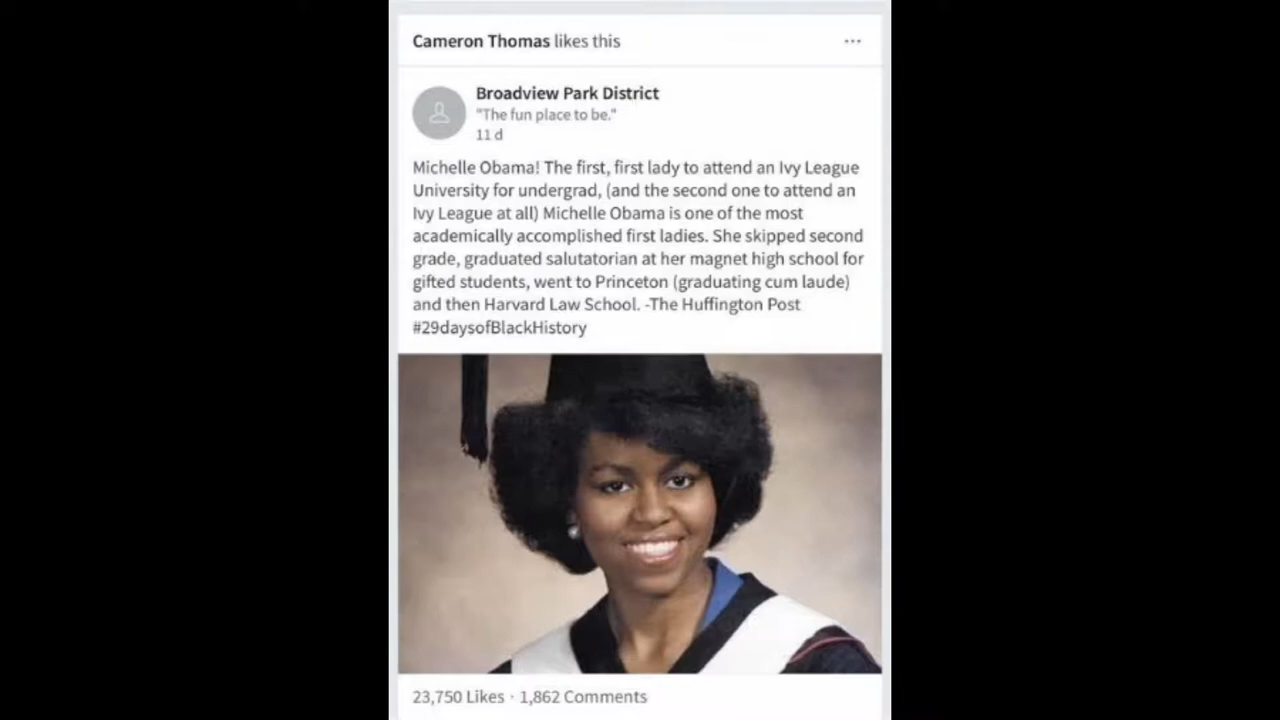 Cameron Thomas likes this
Broadview Park District
"The fun place to be."
11 d
Michelle Obama! The first, first lady to attend an Ivy League
University for undergrad, (and the second one to attend an
Ivy League at all) Michelle Obama is one of the most
academically accomplished first ladies. She skipped second
grade, graduated salutatorian at her magnet high school for
gifted students, went to Princeton (graduating cum laude)
and then Harvard Law School. -The Huffington Post
#29daysofBlackHistory
23,750 Likes · 1,862 Comments